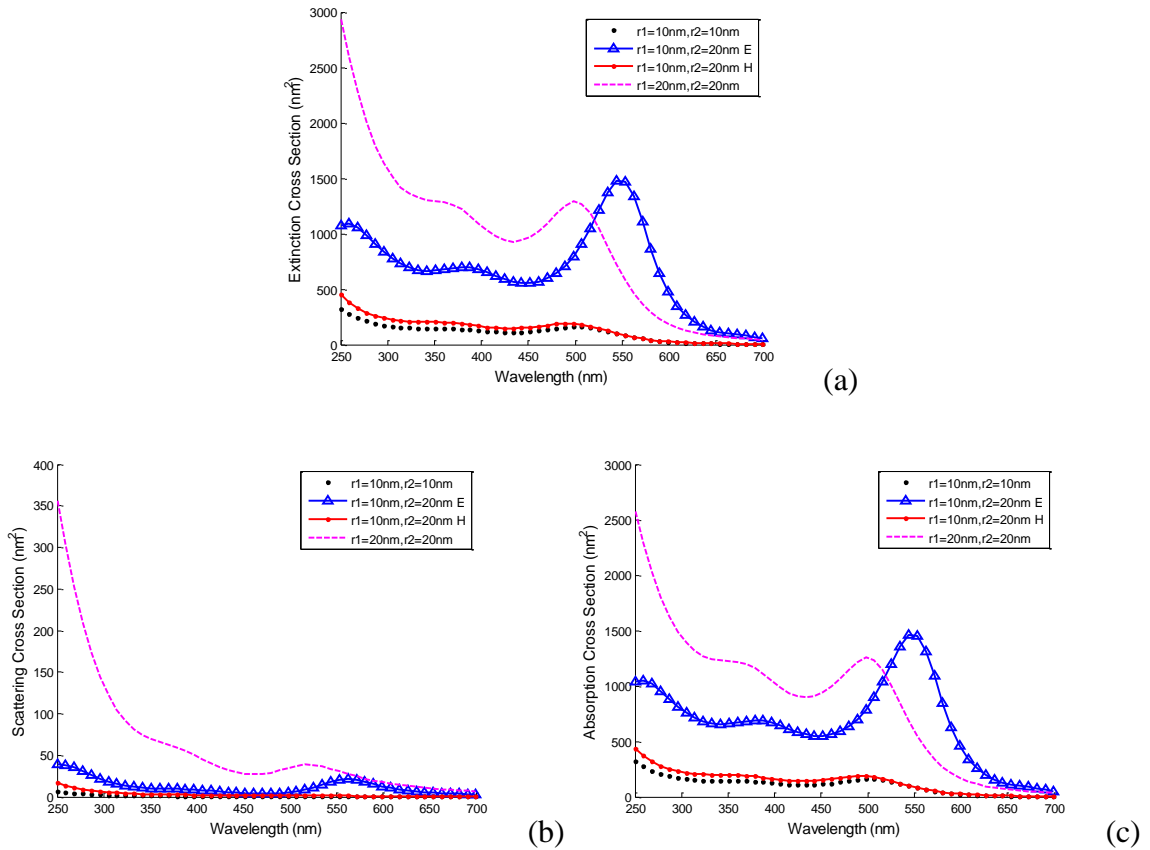 3000
2500
2000
1500
1000
500
0
250 300 350 400 450 500 550 600 650 700
Extinction Cross Section (nm²)
Wavelength (nm)
r1=10nm,r2=10nm
r1=10nm,r2=20nm E
r1=10nm,r2=20nm H
r1=20nm,r2=20nm
(a)
400
350
300
250
200
150
100
50
0
250 300 350 400 450 500 550 600 650 700
Scattering Cross Section (nm²)
Wavelength (nm)
r1=10nm,r2=10nm
r1=10nm,r2=20nm E
r1=10nm,r2=20nm H
r1=20nm,r2=20nm
(b)
3000
2500
2000
1500
1000
500
0
250 300 350 400 450 500 550 600 650 700
Absorption Cross Section (nm²)
Wavelength (nm)
r1=10nm,r2=10nm
r1=10nm,r2=20nm E
r1=10nm,r2=20nm H
r1=20nm,r2=20nm
(c)